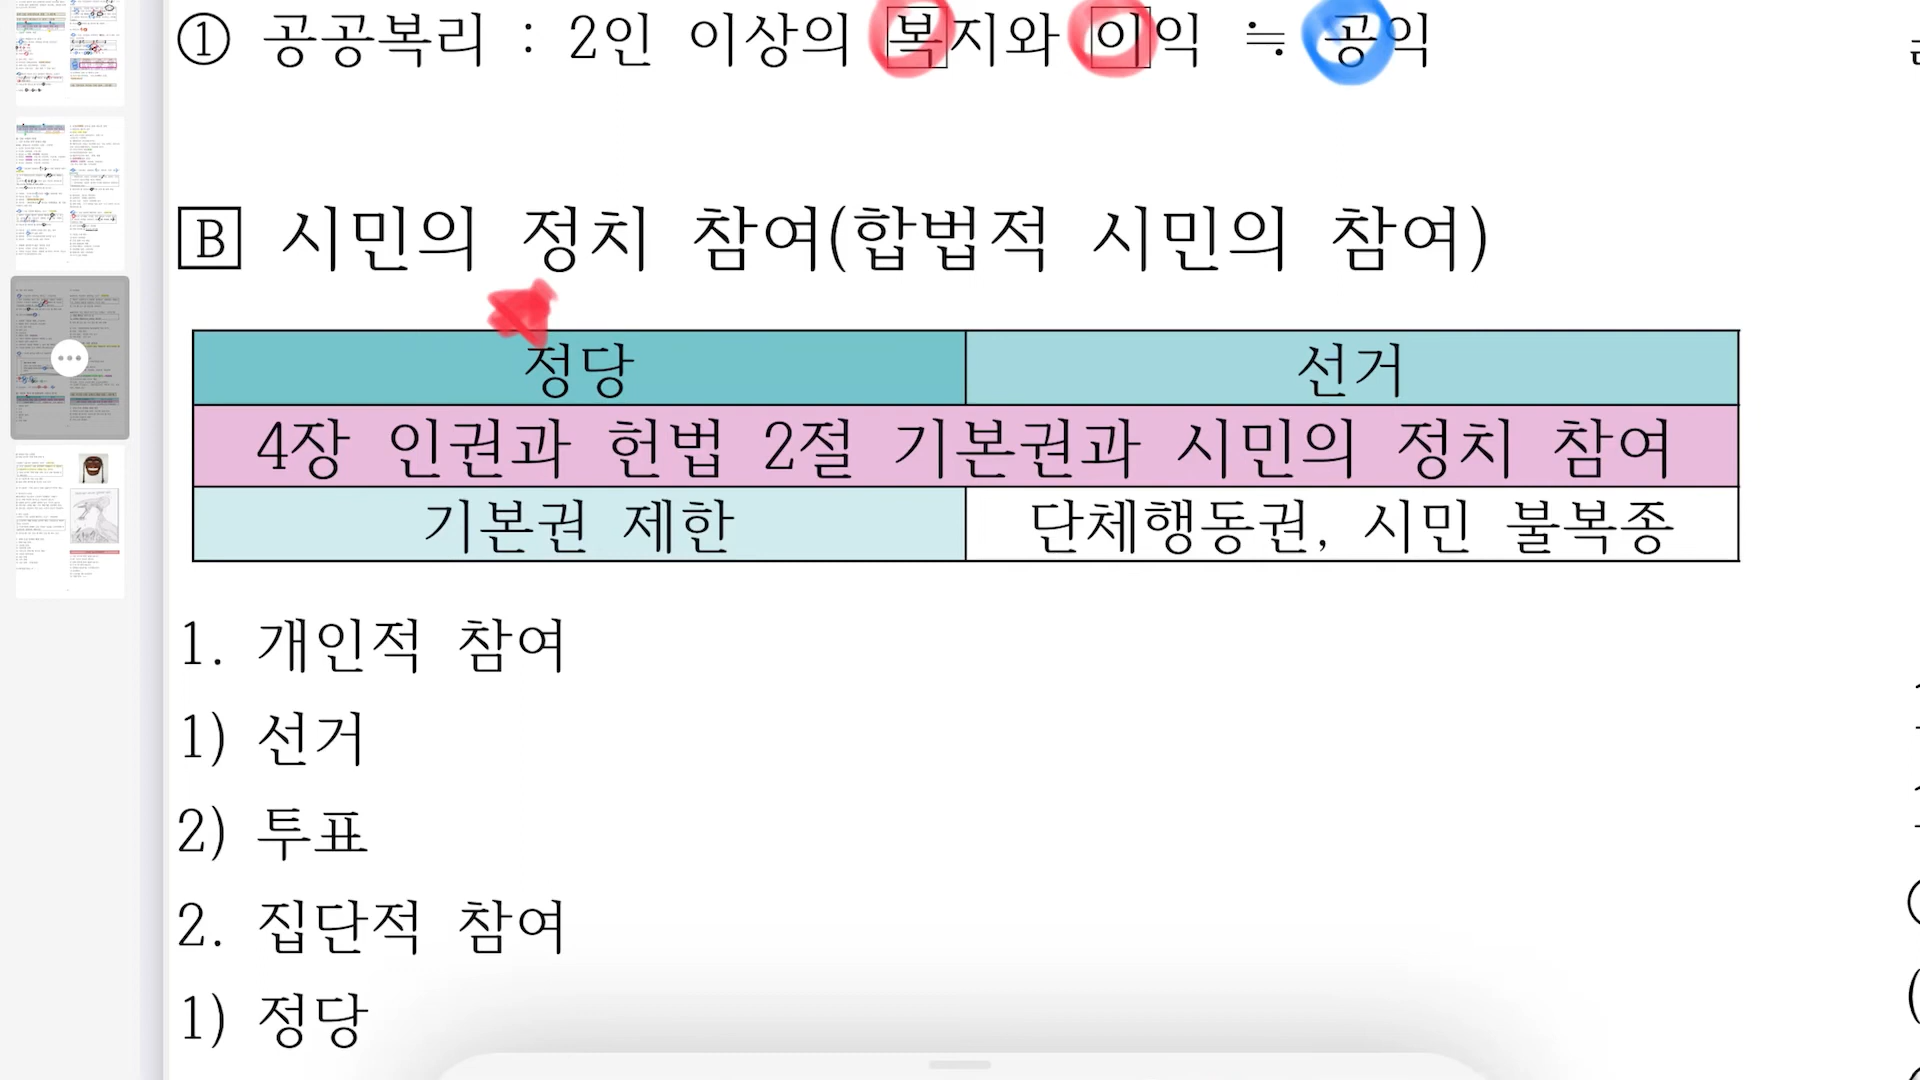 ① 공공복리 : 2인 이상의 복지와 이익 ≒ 공익
B 시민의 정치 참여(합법적 시민의 참여)
정당 선거
4장 인권과 헌법 2절 기본권과 시민의 정치 참여
기본권 제한 단체행동권, 시민 불복종
1. 개인적 참여
1) 선거
2) 투표
2. 집단적 참여
1) 정당